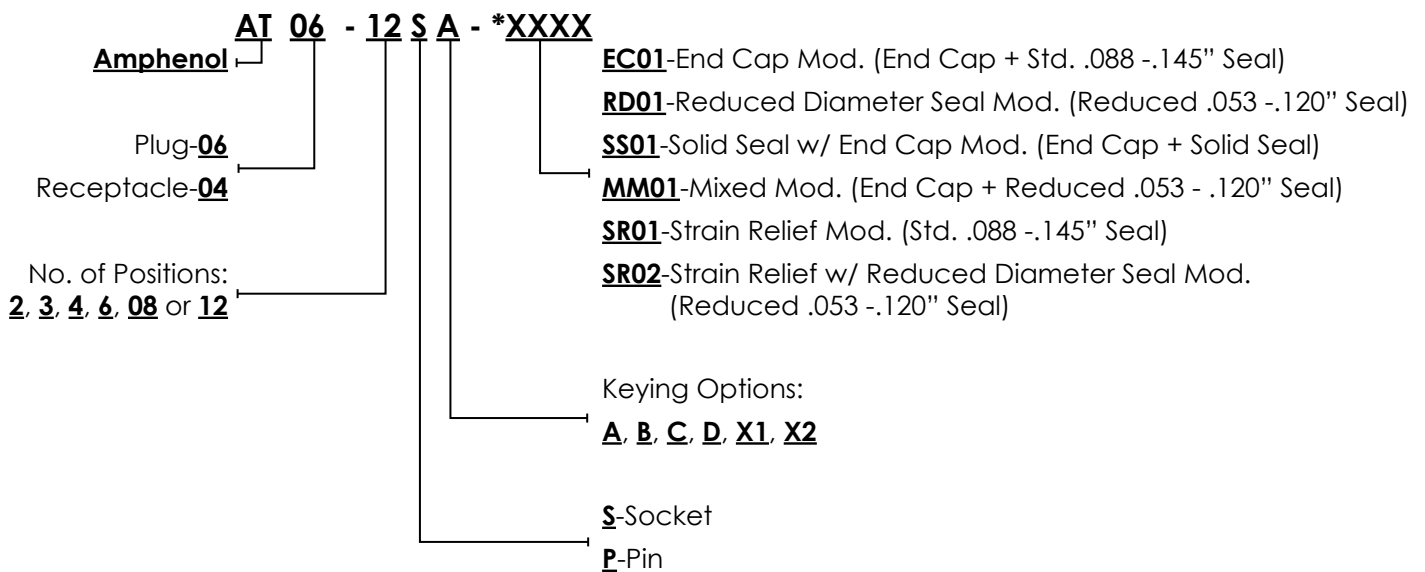 AT 06 - 12 S A - *XXXX
Amphenol
Plug-06
Receptacle-04
No. of Positions:
2, 3, 4, 6, 08 or 12
EC01-End Cap Mod. (End Cap + Std. .088 -.145” Seal)
RD01-Reduced Diameter Seal Mod. (Reduced .053 -.120” Seal)
SS01-Solid Seal w/ End Cap Mod. (End Cap + Solid Seal)
MM01-Mixed Mod. (End Cap + Reduced .053 - .120” Seal)
SR01-Strain Relief Mod. (Std. .088 -.145” Seal)
SR02-Strain Relief w/ Reduced Diameter Seal Mod.
(Reduced .053 -.120” Seal)
Keying Options:
A, B, C, D, X1, X2
S-Socket
P-Pin